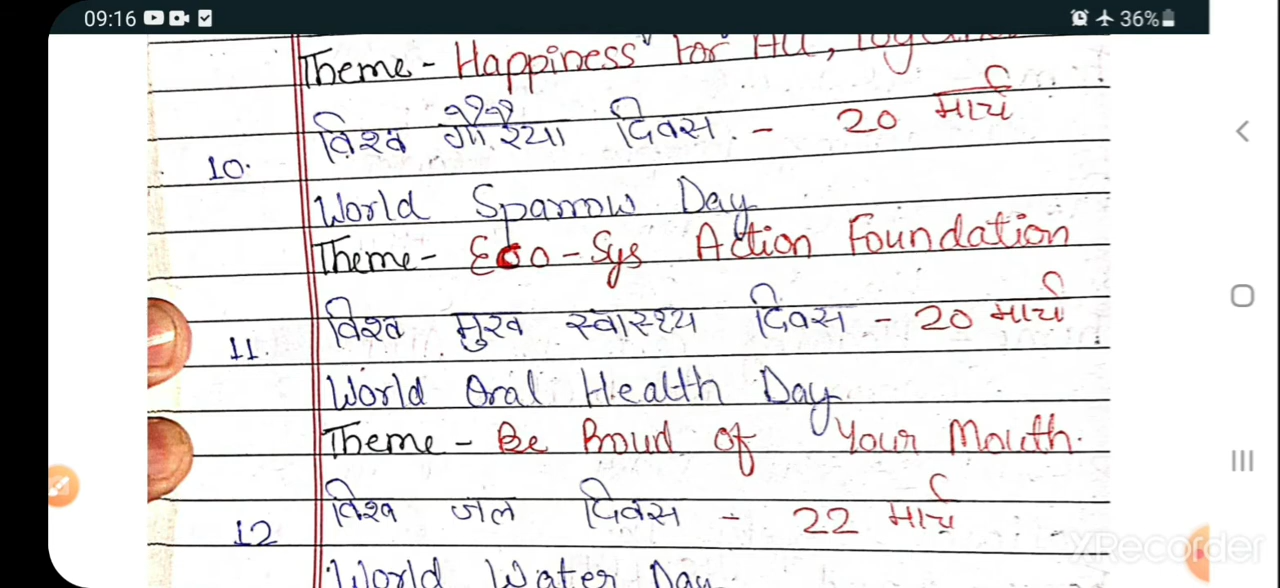 09:16 36%
Theme - Happiness for All, Together
विश्व गौरैया दिवस - 20 मार्च
10.
World Sparrow Day
Theme - Eco-Sys Action Foundation
विश्व मुख स्वास्थ्य दिवस - 20 मार्च
11.
World Oral Health Day
Theme - Be Proud of Your Mouth.
विश्व जल दिवस - 22 मार्च
12
World Water Day
XRecorder